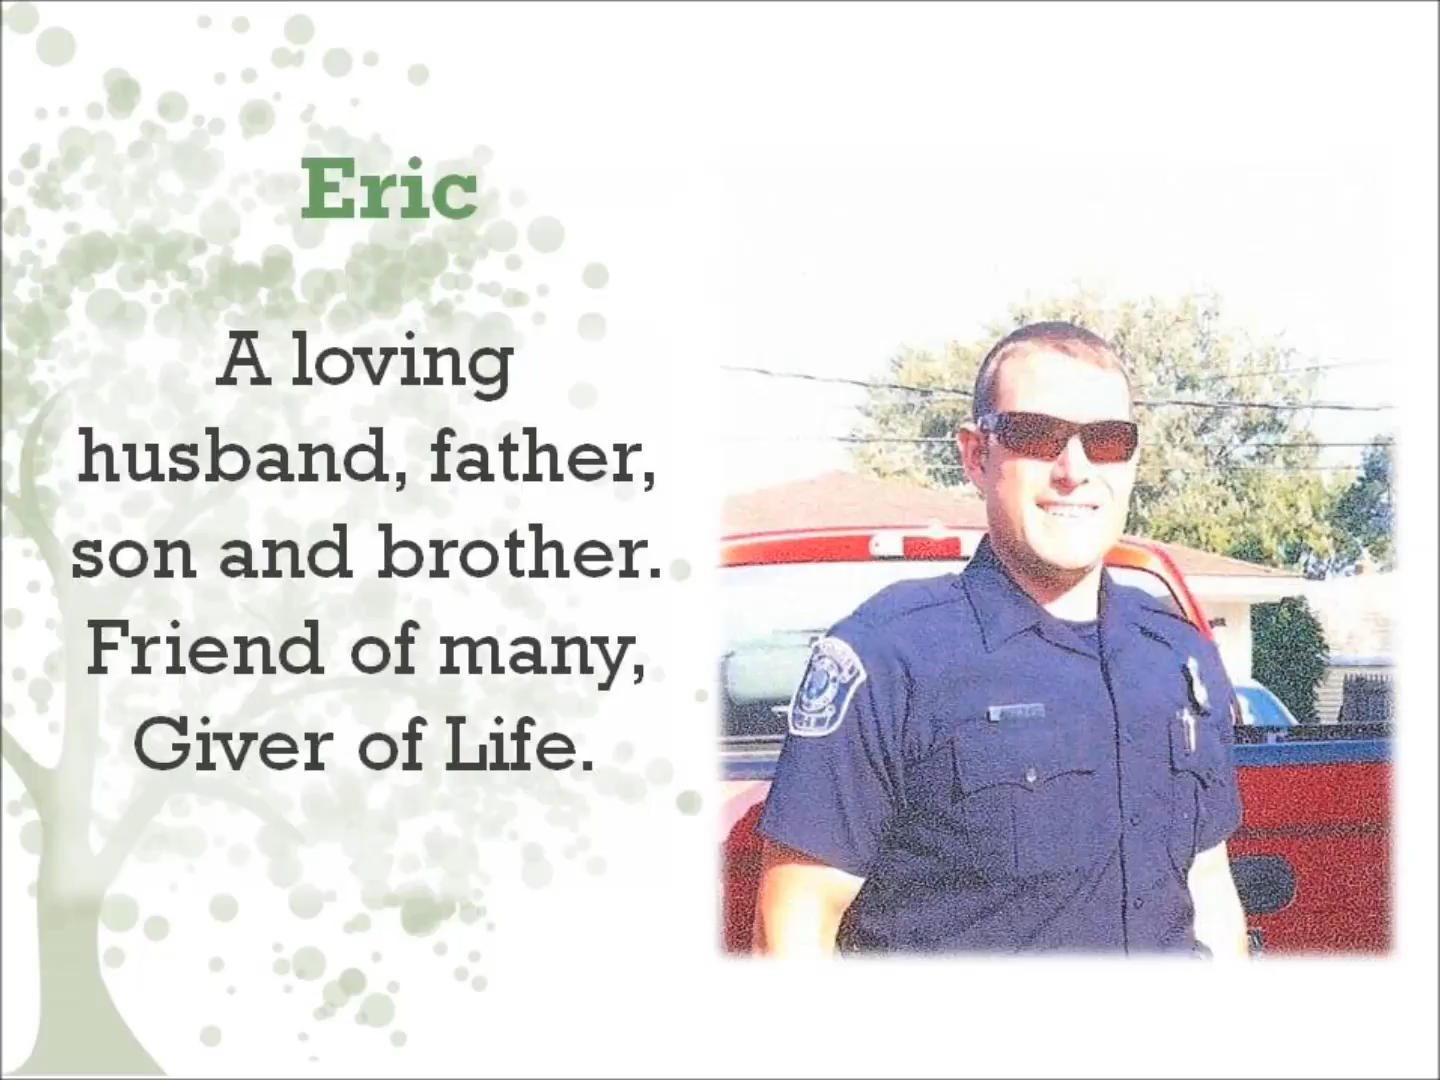 Eric
A loving
husband, father,
son and brother.
Friend of many,
Giver of Life.